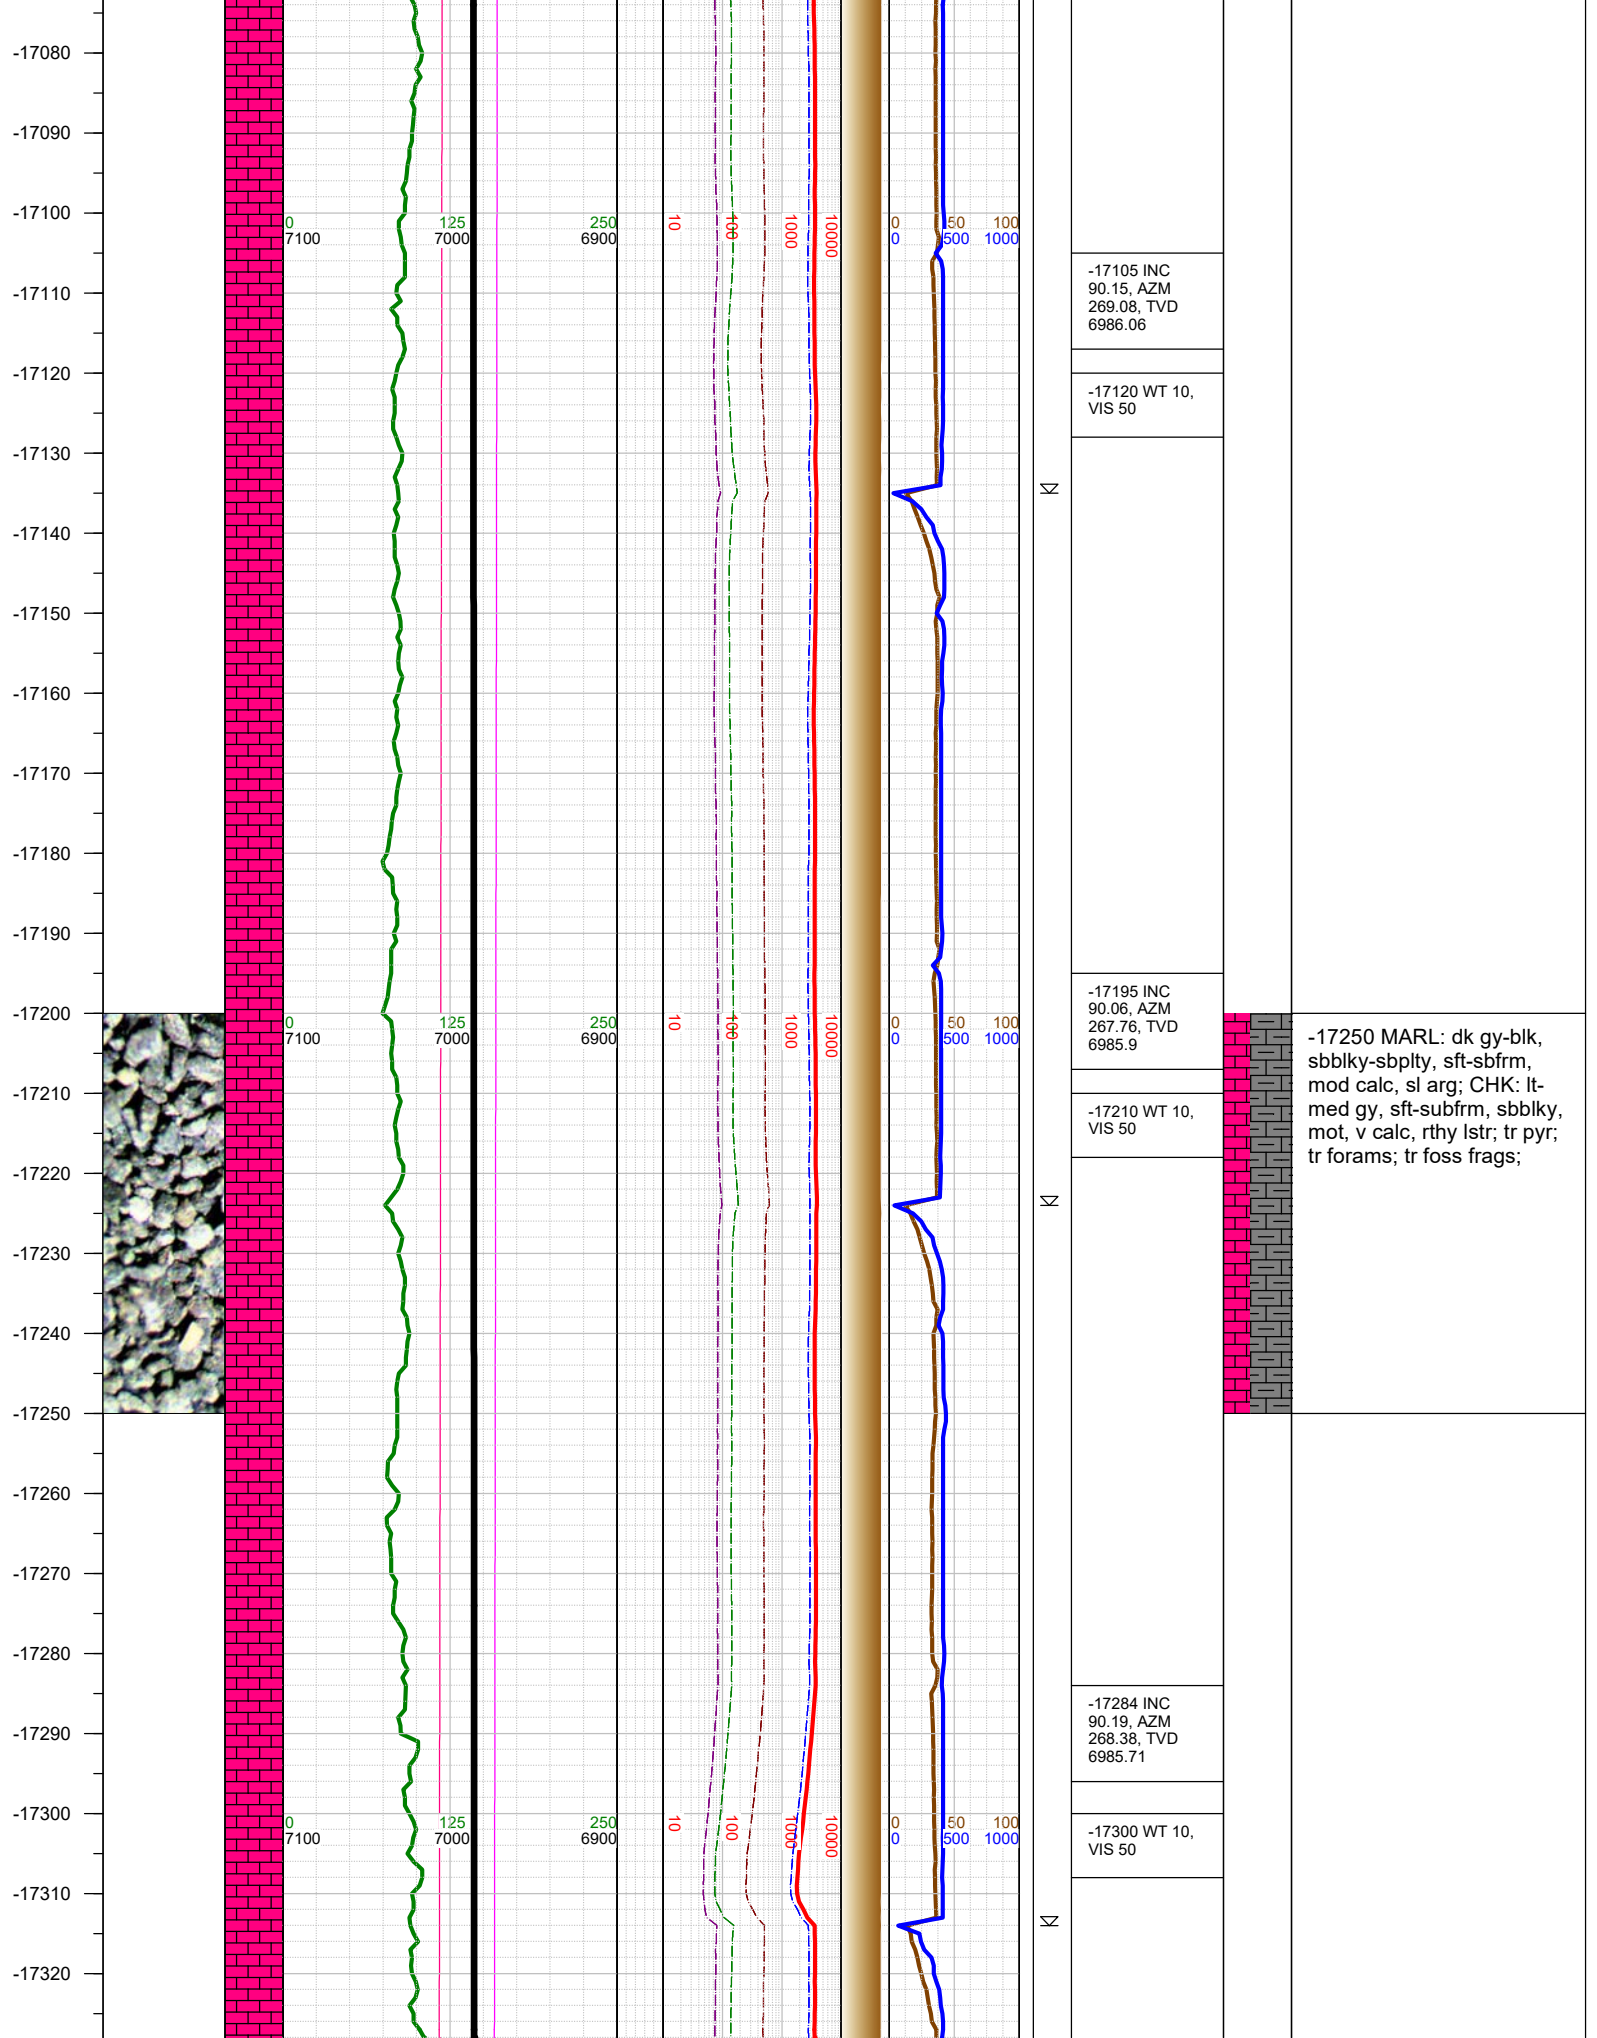 -17080
-17090
-17100
0 125 250 10 100 1000 10000 0 50 100
7100 7000 6900 0 500 1000
-17105 INC
90.15, AZM
269.08, TVD
6986.06
-17110
-17120
-17120 WT 10,
VIS 50
-17130
-17140
-17150
-17160
-17170
-17180
-17190
-17195 INC
90.06, AZM
267.76, TVD
6985.9
-17200
0 125 250 10 100 1000 10000 0 50 100
7100 7000 6900 0 500 1000
-17250 MARL: dk gy-blk,
sbblky-sbplty, sft-sbfrm,
mod calc, sl arg; CHK: lt-
med gy, sft-subfrm, sbblky,
mot, v calc, rthy lstr; tr pyr;
tr forams; tr foss frags;
-17210
-17210 WT 10,
VIS 50
-17220
-17230
-17240
-17250
-17260
-17270
-17280
-17284 INC
90.19, AZM
268.38, TVD
6985.71
-17290
-17300
0 125 250 10 100 1000 10000 0 50 100
7100 7000 6900 0 500 1000
-17300 WT 10,
VIS 50
-17310
-17320